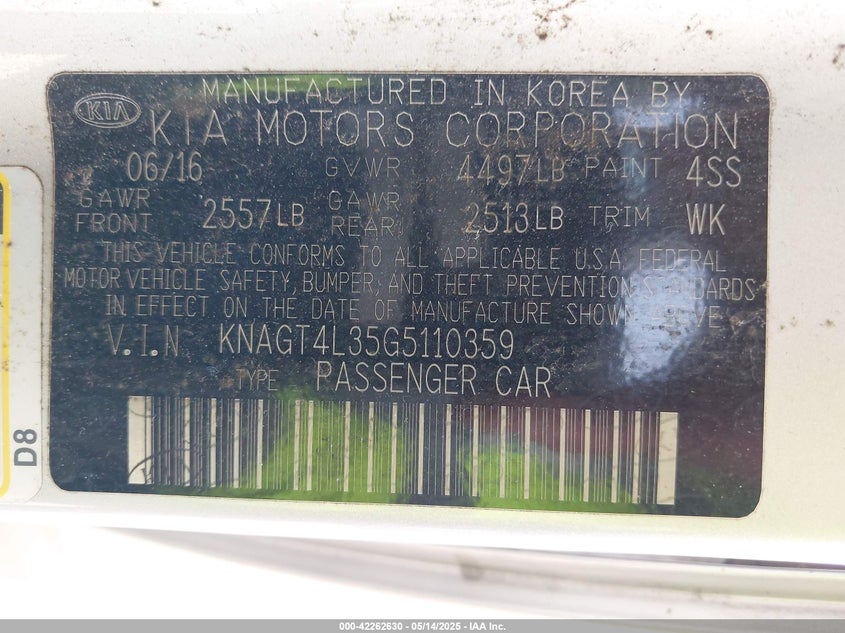 MANUFACTURED IN KOREA BY
KIA KIA MOTORS CORPORATION
06/16 GVWR 4497LB PAINT 4SS
GAWR FRONT 2557LB GAWR REAR 2513LB TRIM WK
THIS VEHICLE CONFORMS TO ALL APPLICABLE U.S.A. FEDERAL
MOTOR VEHICLE SAFETY, BUMPER, AND THEFT PREVENTION STANDARDS
IN EFFECT ON THE DATE OF MANUFACTURE SHOWN ABOVE.
V.I.N KNAGT4L35G5110359
TYPE PASSENGER CAR
D8
000-42262630 - 05/14/2025 - IAA Inc.